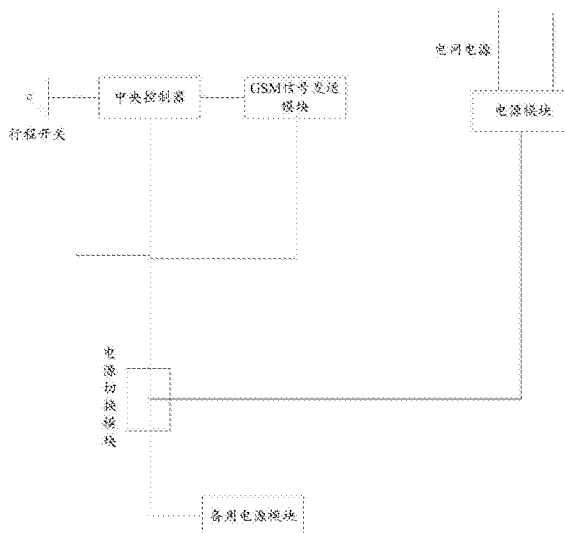 电网电源
中央控制器
GSM信号发送
模块
电源模块
行程开关
电源切换模块
备用电源模块